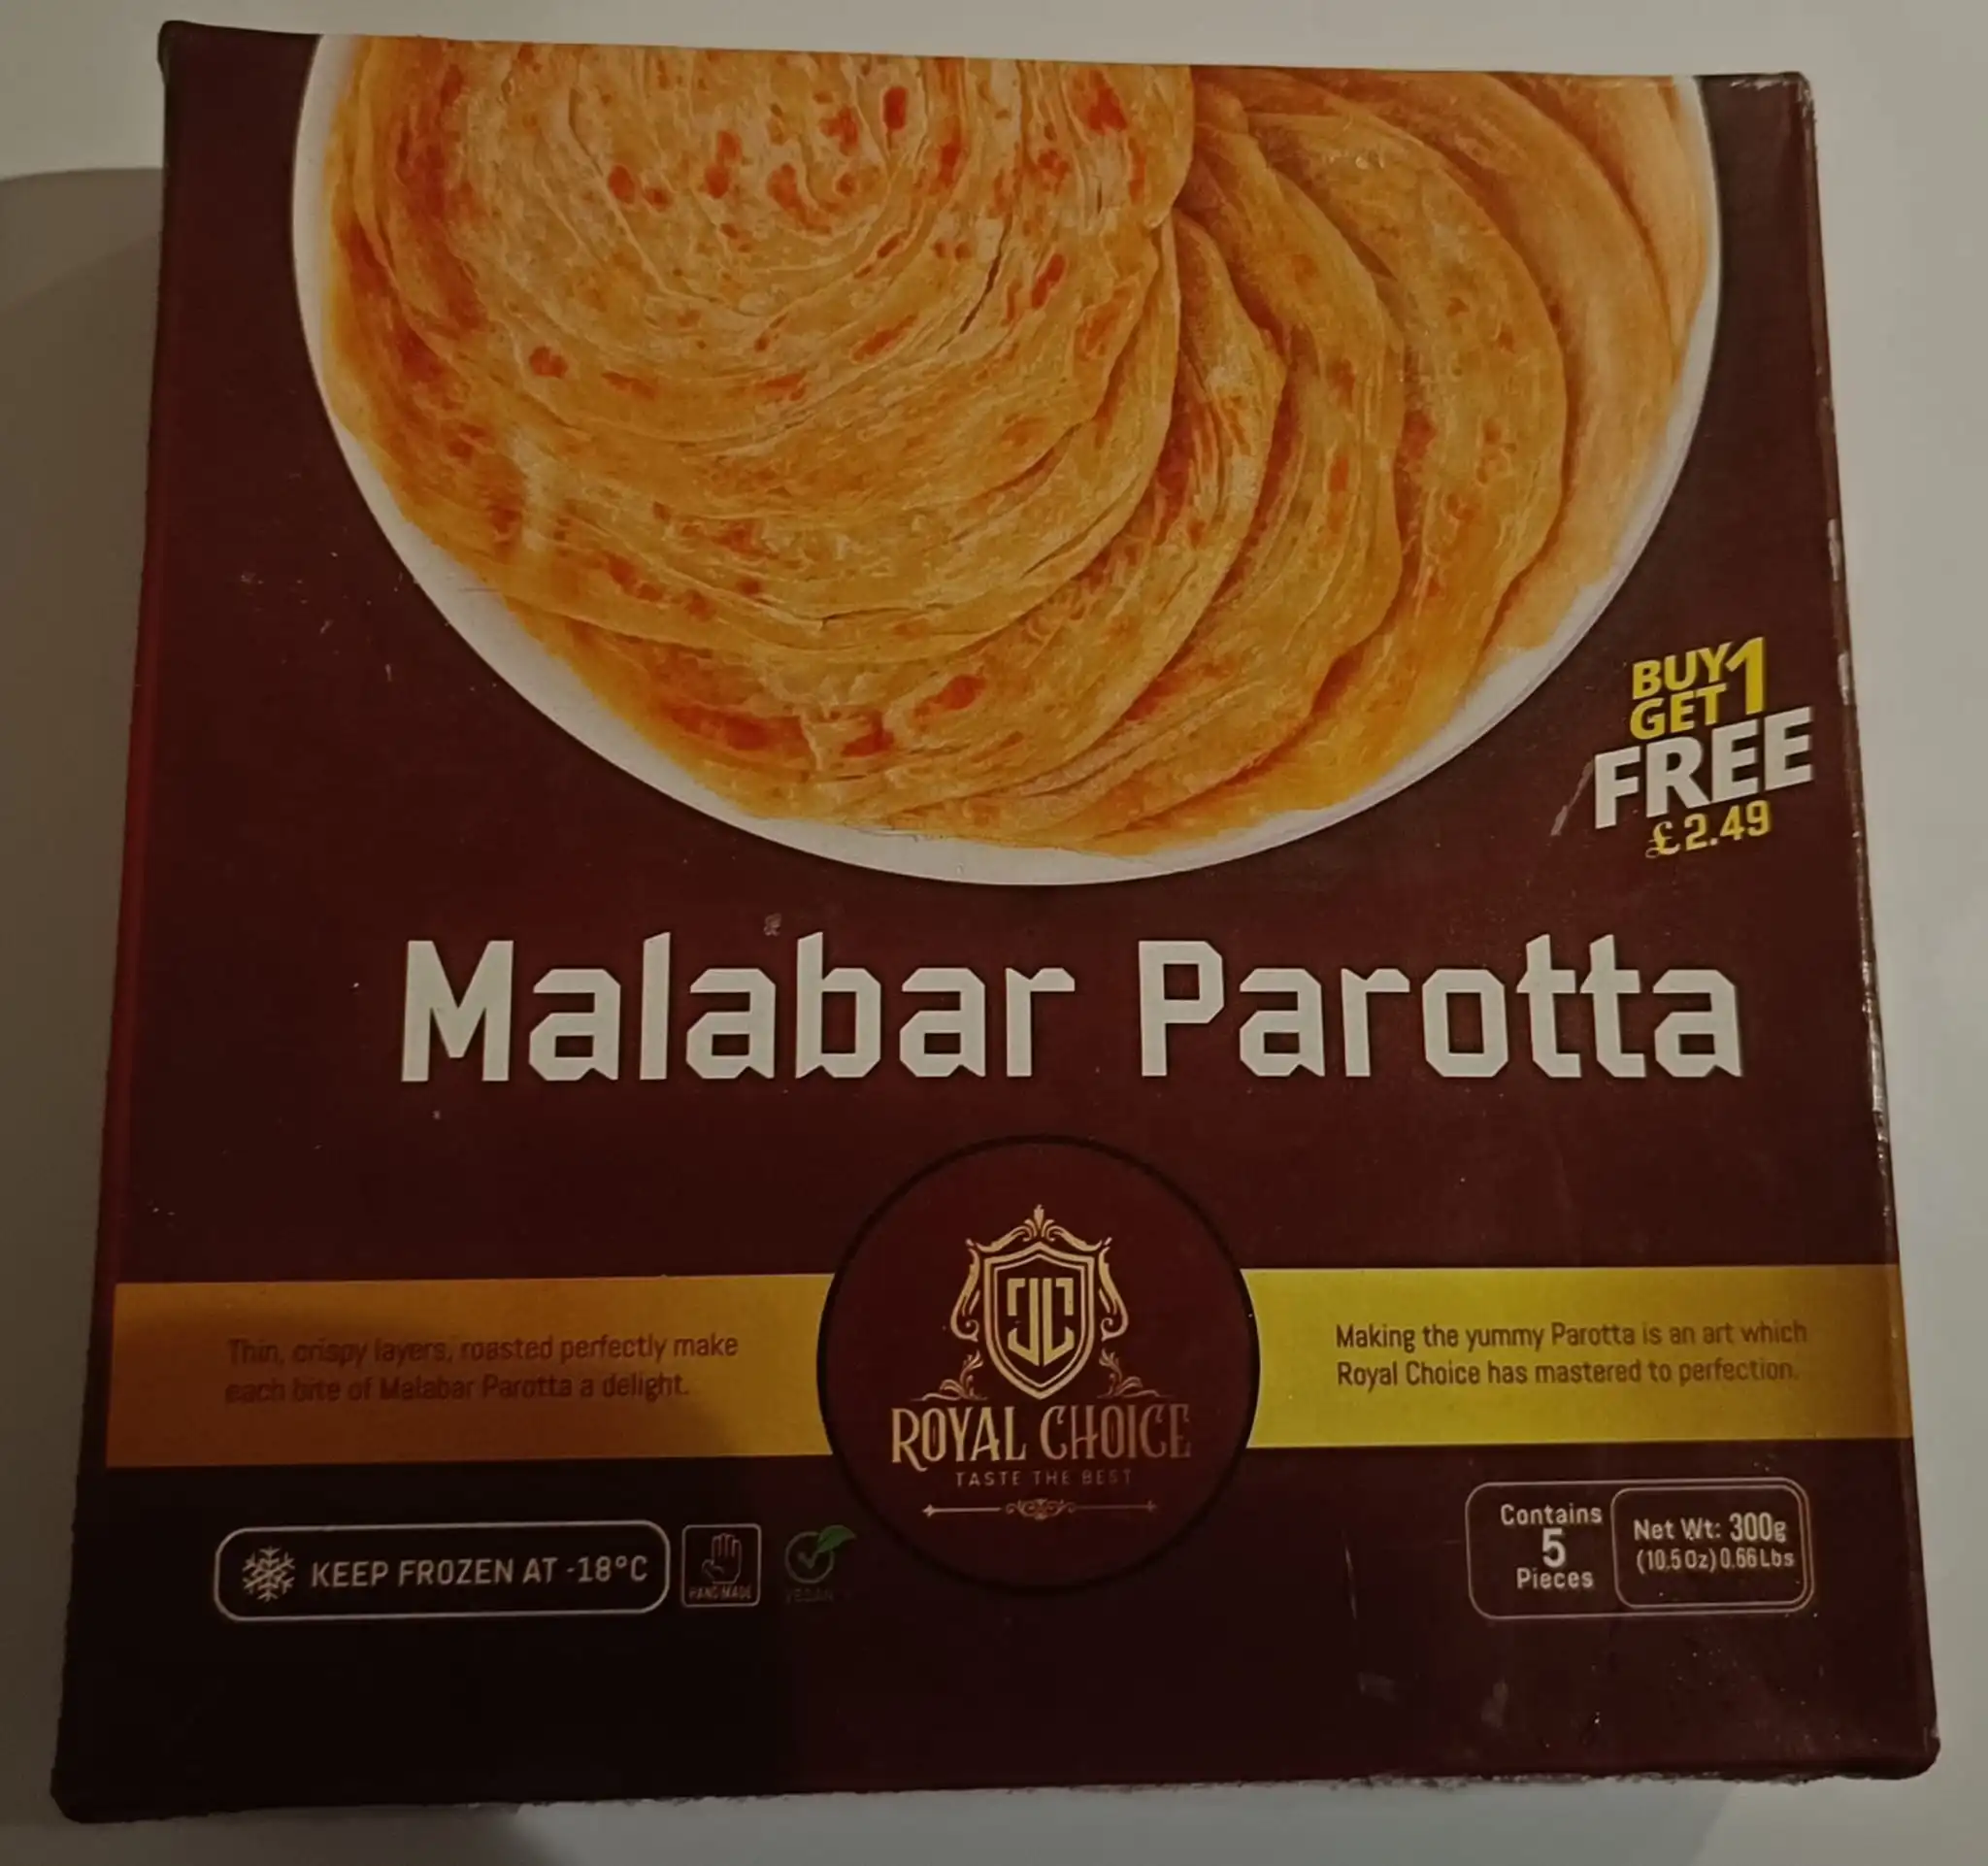 BUY 1
GET
FREE
£2.49
Malabar Parotta
Thin, crispy layers, roasted perfectly make
each bite of Malabar Parotta a delight.
Making the yummy Parotta is an art which
Royal Choice has mastered to perfection.
ROYAL CHOICE
TASTE THE BEST
KEEP FROZEN AT -18°C
HAND MADE
VEGAN
Contains
5
Pieces
Net Wt: 300g
(10.5 Oz) 0.66 Lbs